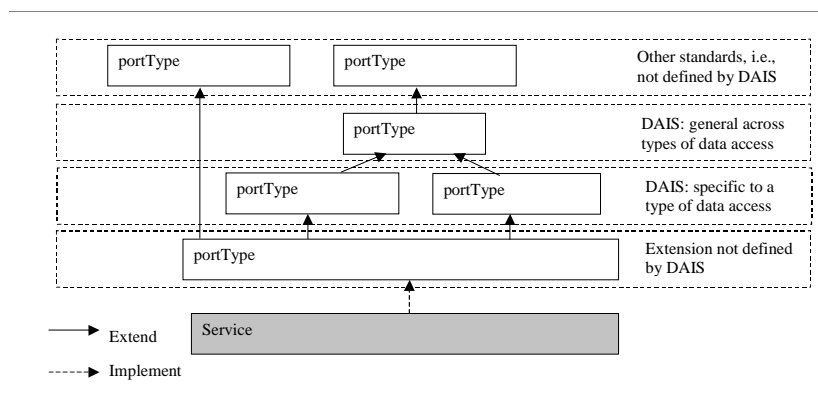 portType
portType
Other standards, i.e.,
not defined by DAIS
portType
DAIS: general across
types of data access
portType
portType
DAIS: specific to a
type of data access
portType
Extension not defined
by DAIS
Service
Extend
Implement